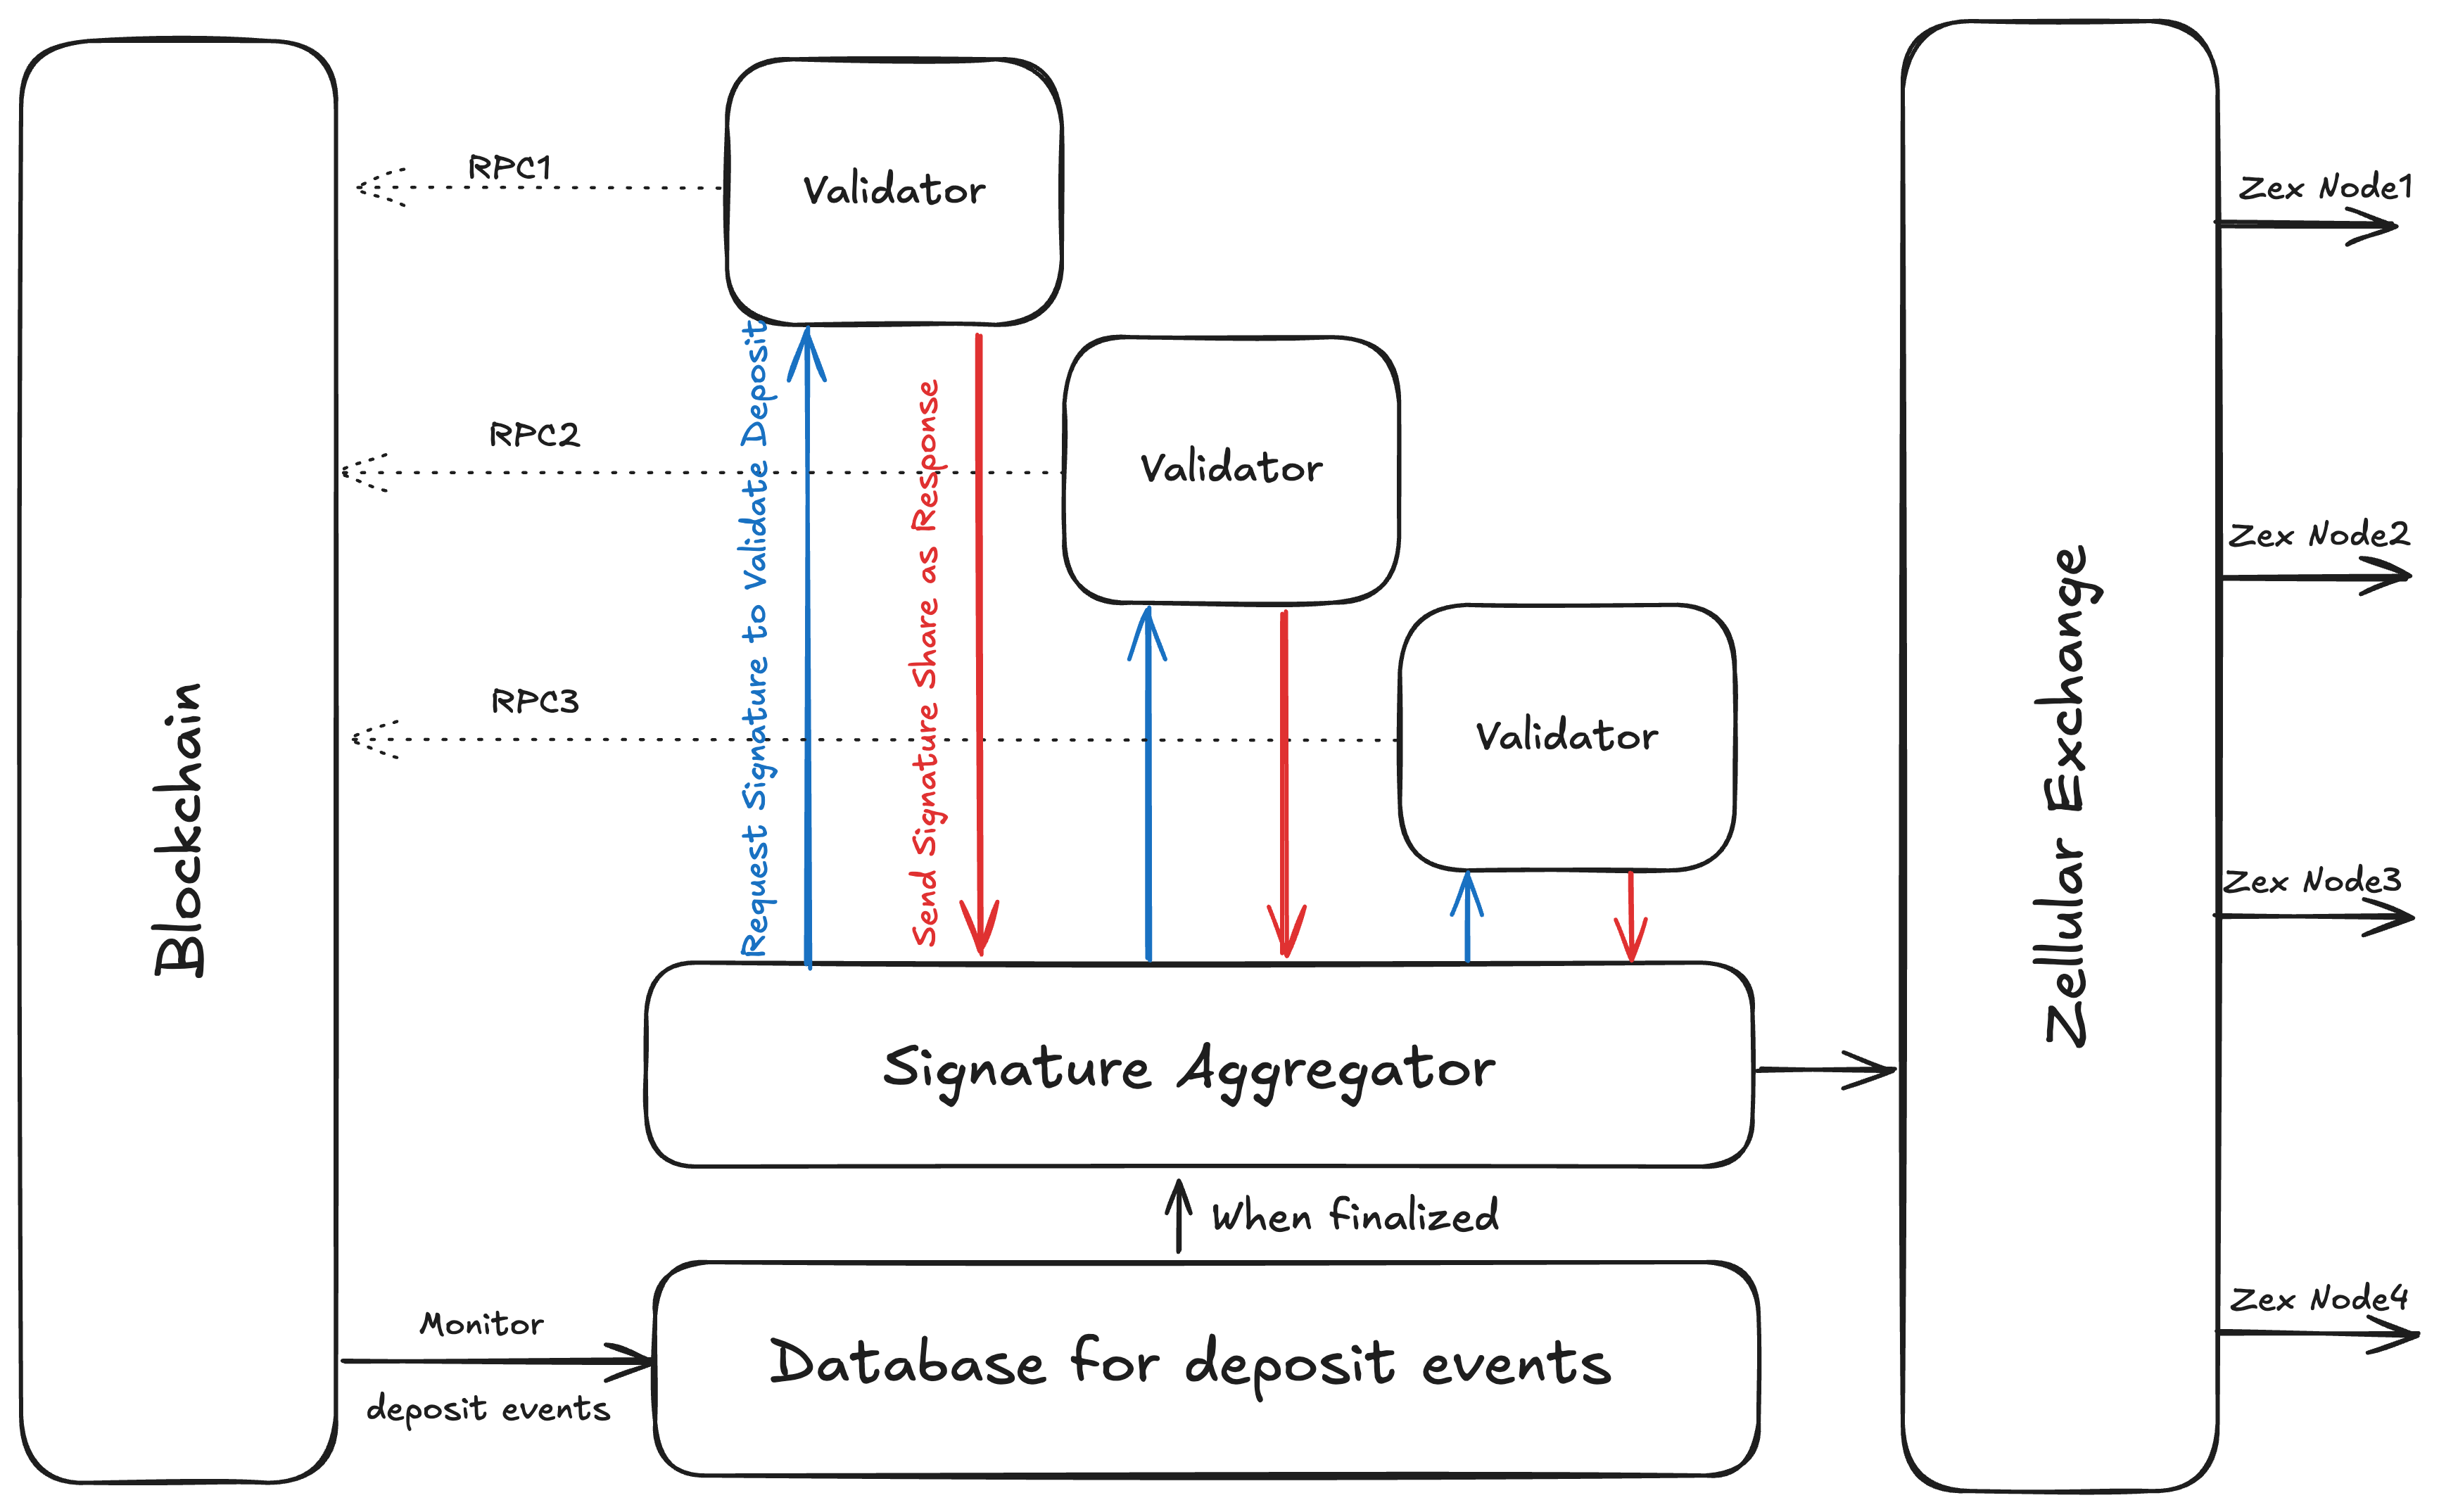 RPC1
Validator
Zex Node1
RPC2
Validator
Zex Node2
RPC3
Validator
Zex Node3
Blockchain
Request Signature to Validate Deposit
Send Signature Share as Response
Zellular Exchange
Signature Aggregator
When finalized
Zex Node4
Monitor
deposit events
Database for deposit events